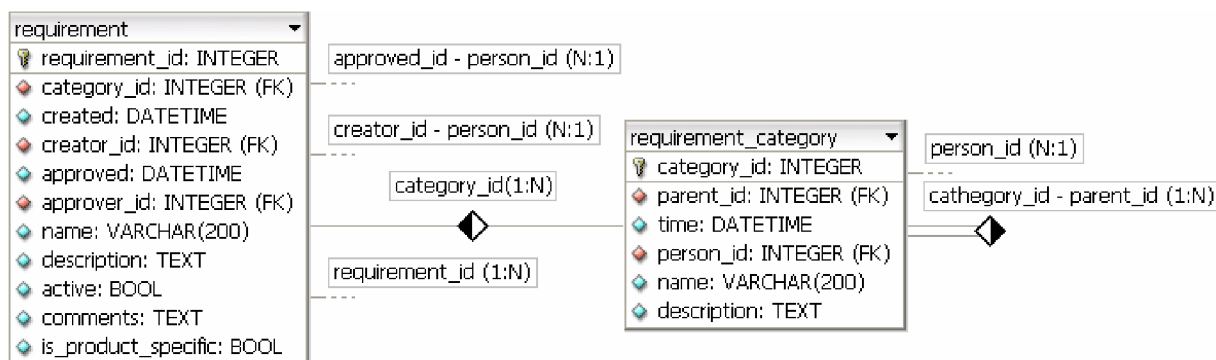 requirement
requirement_id: INTEGER
category_id: INTEGER (FK)
created: DATETIME
creator_id: INTEGER (FK)
approved: DATETIME
approver_id: INTEGER (FK)
name: VARCHAR(200)
description: TEXT
active: BOOL
comments: TEXT
is_product_specific: BOOL
approved_id - person_id (N:1)
creator_id - person_id (N:1)
category_id(1:N)
requirement_id (1:N)
requirement_category
category_id: INTEGER
parent_id: INTEGER (FK)
time: DATETIME
person_id: INTEGER (FK)
name: VARCHAR(200)
description: TEXT
person_id (N:1)
cathegory_id - parent_id (1:N)